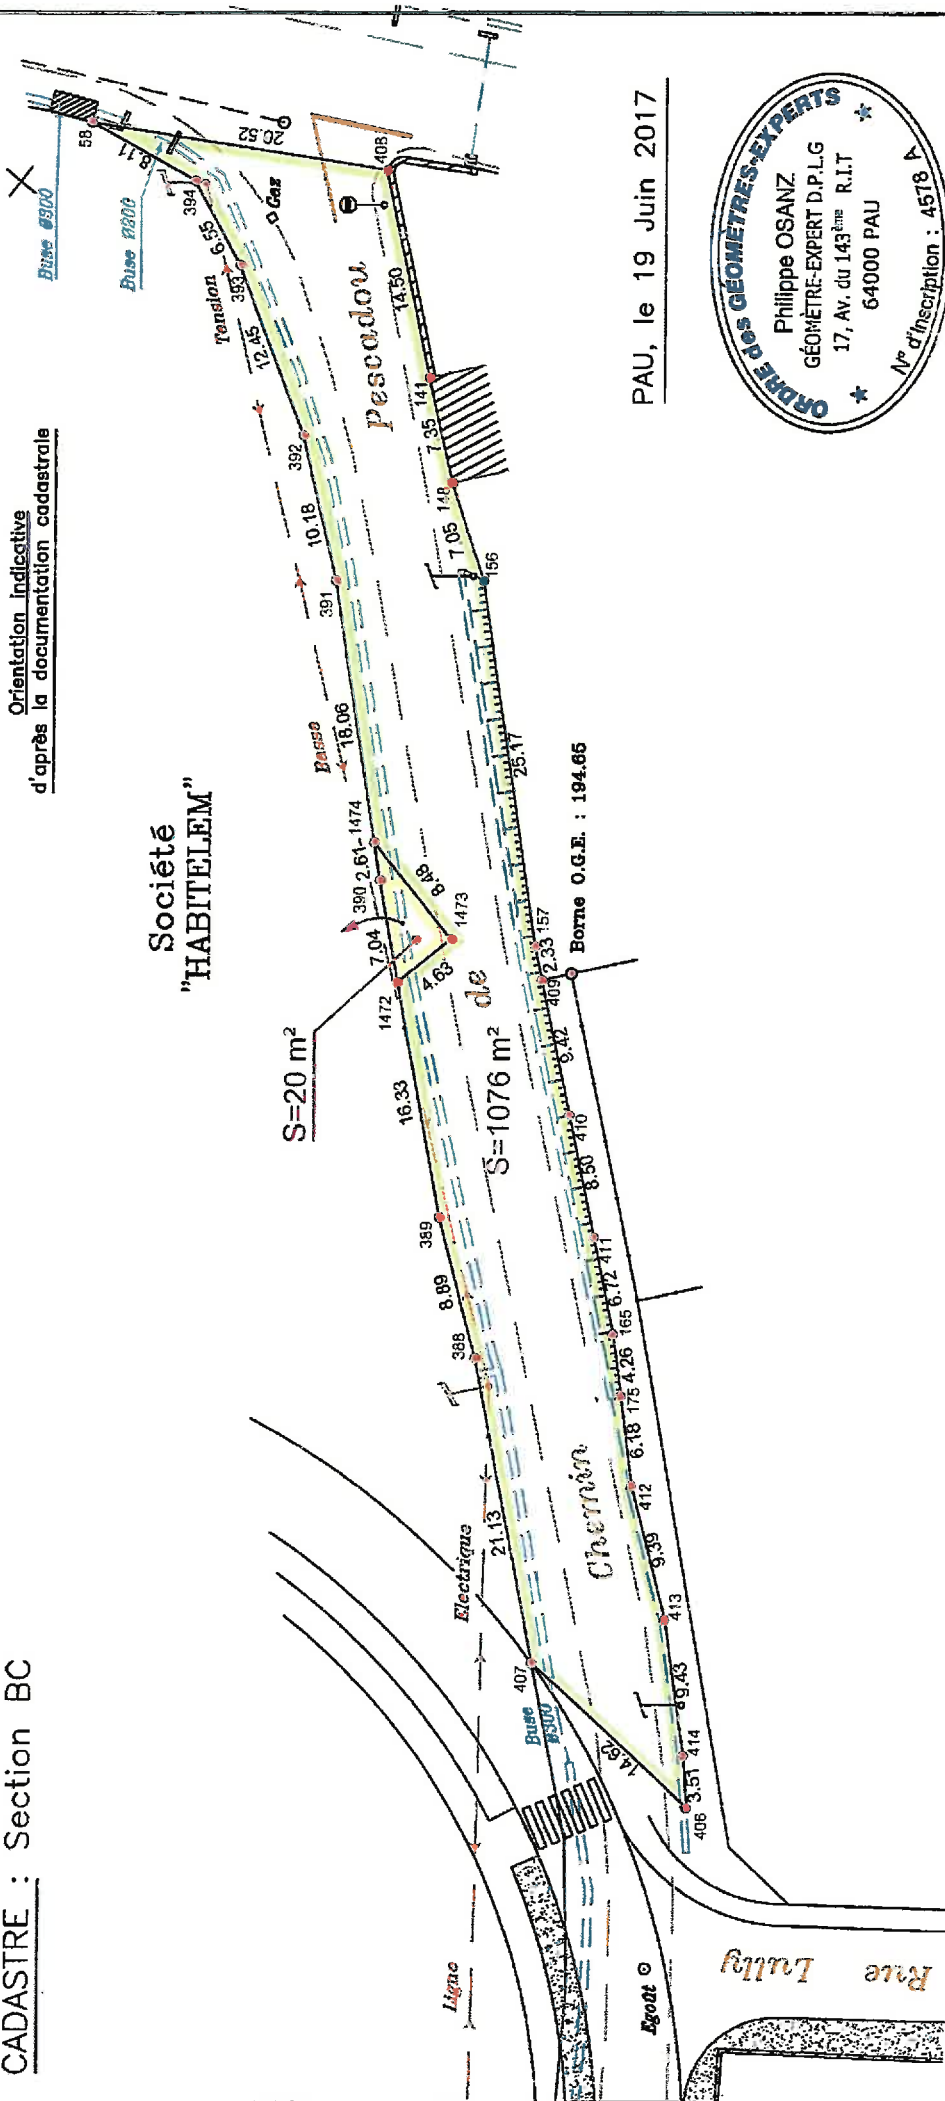 CADASTRE : Section BC
Orientation indicative
d'après la documentation cadastrale
Société
"HABITELEM"
S=20 m²
S=1076 m²
Chemin
de
Pescadou
Ligne
Electrique
Basse
Tension
Gaz
Buse Ø800
Buse
Ø300
Egoût
Rue Lully
Borne O.G.E. : 194.65
58
8.11
394
6.55
393
12.45
392
10.18
391
18.06
1474
2.61
390
7.04
1472
8.48
1473
4.63
16.33
389
8.89
388
21.13
407
14.62
406
3.51
414
9.43
413
9.39
412
6.18
175
4.26
165
6.72
411
8.50
410
9.42
409
2.33
157
25.17
156
7.05
148
7.35
141
14.50
408
20.52
PAU, le 19 Juin 2017
ORDRE des GÉOMÈTRES-EXPERTS
Philippe OSANZ
GÉOMÈTRE-EXPERT D.P.L.G
17, Av. du 143ème R.I.T
64000 PAU
N° d'inscription : 4578 A